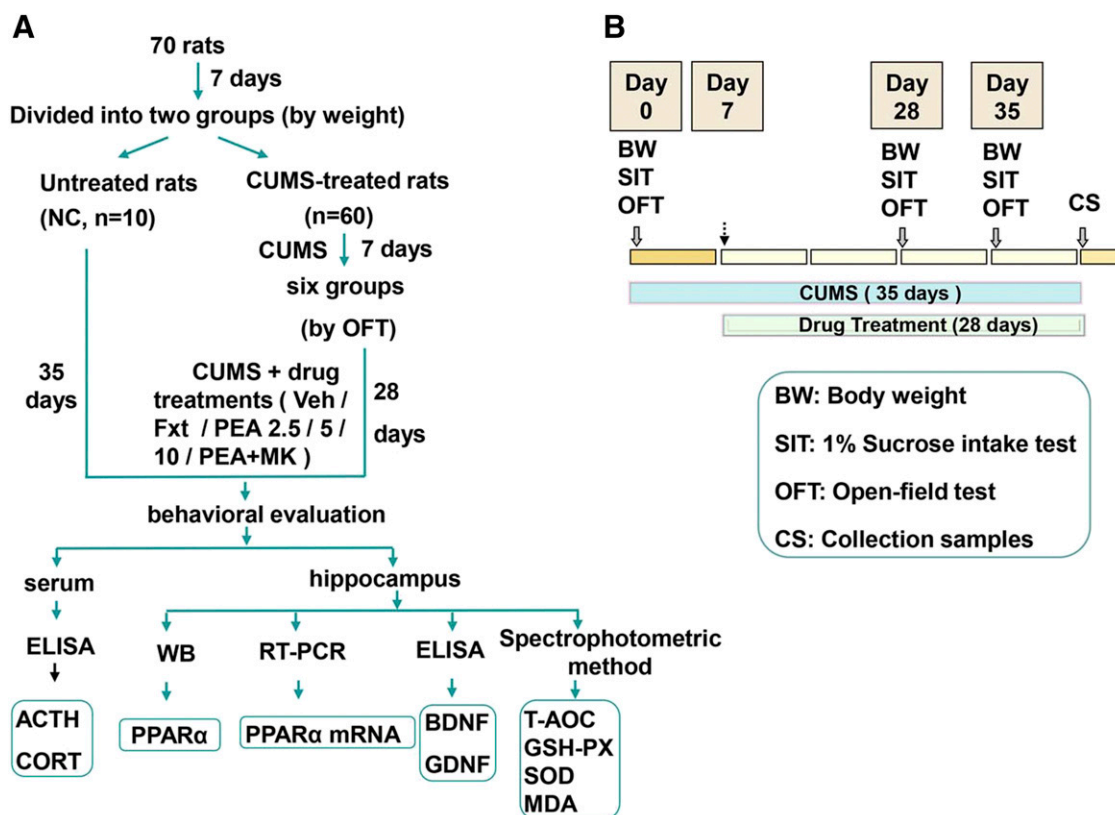 A
70 rats
7 days
Divided into two groups (by weight)
Untreated rats
(NC, n=10)
CUMS-treated rats
(n=60)
CUMS
7 days
six groups
(by OFT)
35
days
CUMS + drug
treatments ( Veh /
Fxt / PEA 2.5 / 5 /
10 / PEA+MK )
28
days
behavioral evaluation
serum
hippocampus
ELISA
WB
RT-PCR
ELISA
Spectrophotometric
method
ACTH
CORT
PPARα
PPARα mRNA
BDNF
GDNF
T-AOC
GSH-PX
SOD
MDA
B
Day
0
Day
7
Day
28
Day
35
BW
SIT
OFT
BW
SIT
OFT
BW
SIT
OFT
CS
CUMS ( 35 days )
Drug Treatment (28 days)
BW: Body weight
SIT: 1% Sucrose intake test
OFT: Open-field test
CS: Collection samples